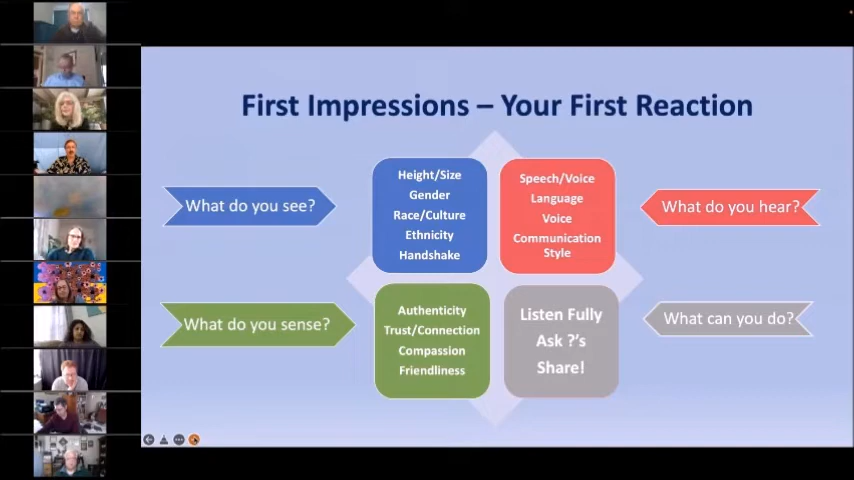 First Impressions – Your First Reaction
What do you see?
Height/Size
Gender
Race/Culture
Ethnicity
Handshake
Speech/Voice
Language
Voice
Communication
Style
What do you hear?
What do you sense?
Authenticity
Trust/Connection
Compassion
Friendliness
Listen Fully
Ask ?'s
Share!
What can you do?